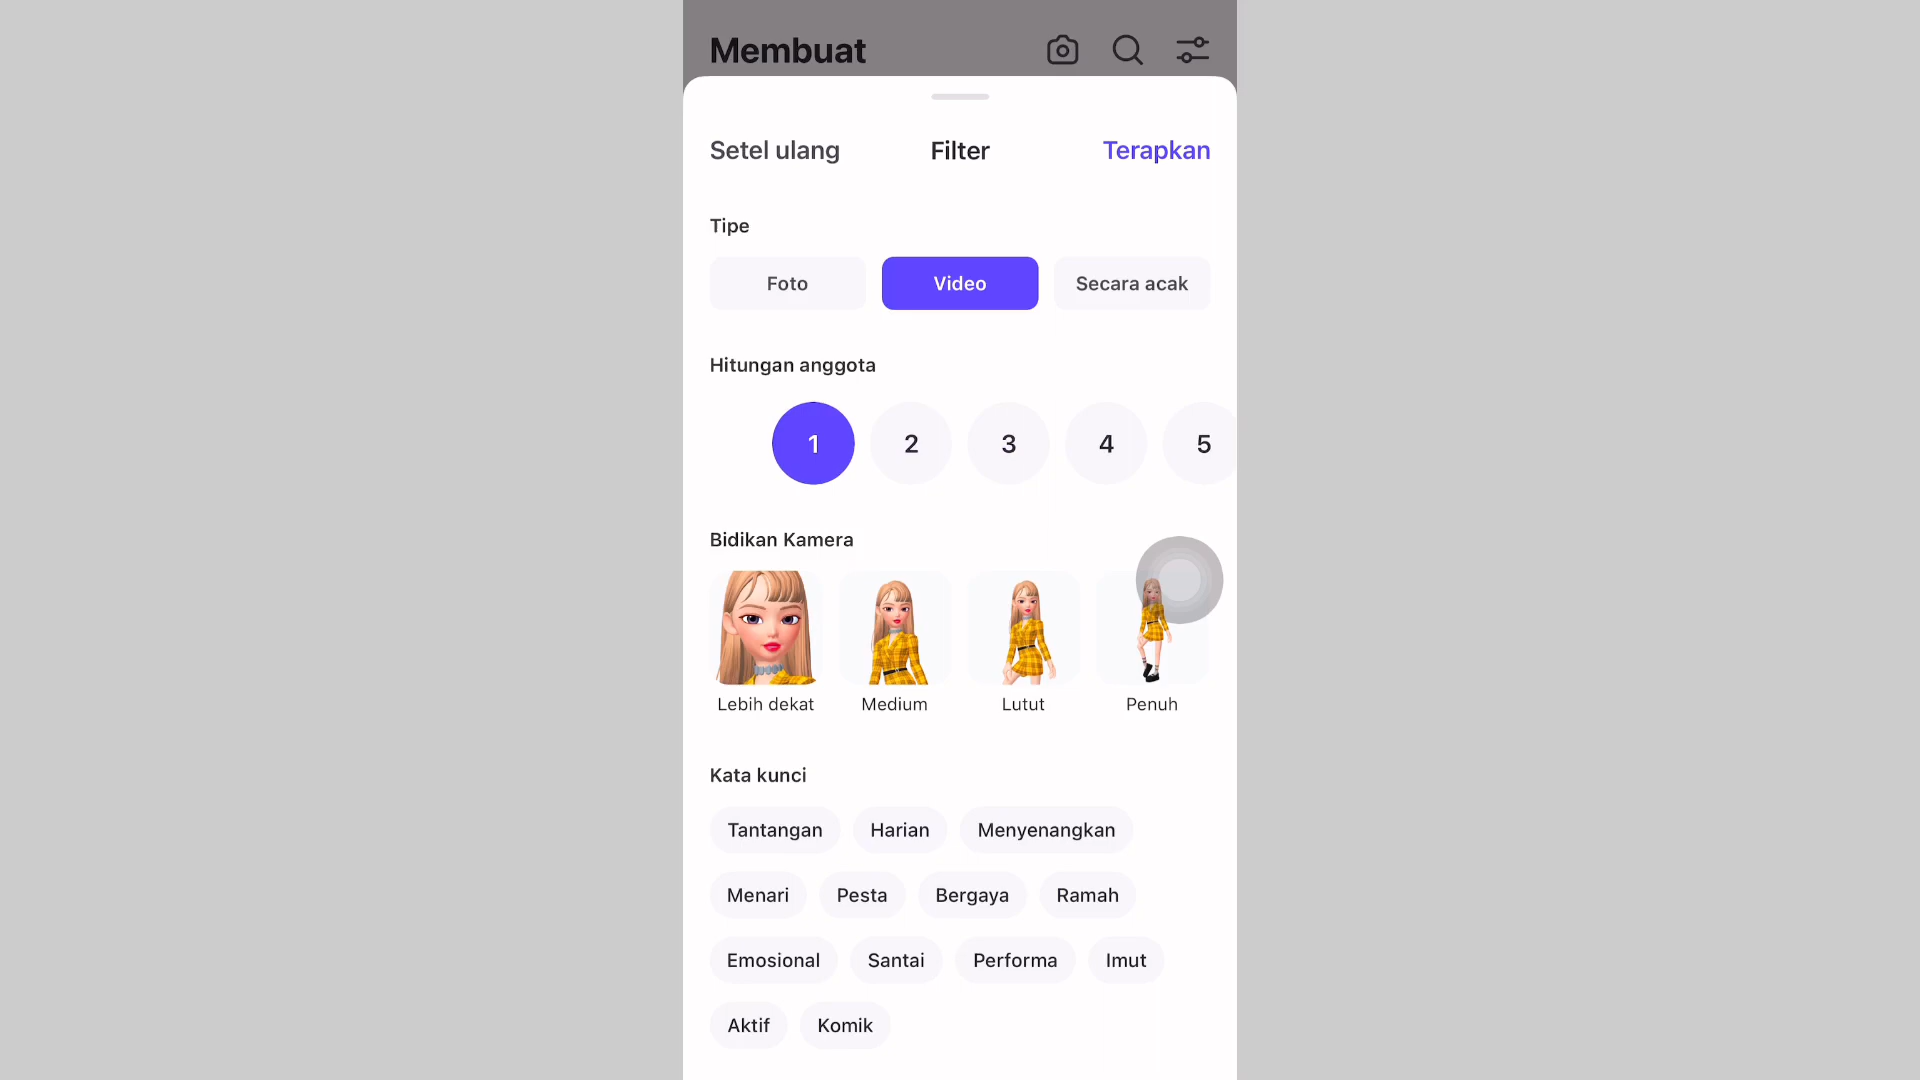 Membuat
Setel ulang Filter Terapkan
Tipe
Foto Video Secara acak
Hitungan anggota
1 2 3 4 5
Bidikan Kamera
Lebih dekat Medium Lutut Penuh
Kata kunci
Tantangan Harian Menyenangkan
Menari Pesta Bergaya Ramah
Emosional Santai Performa Imut
Aktif Komik